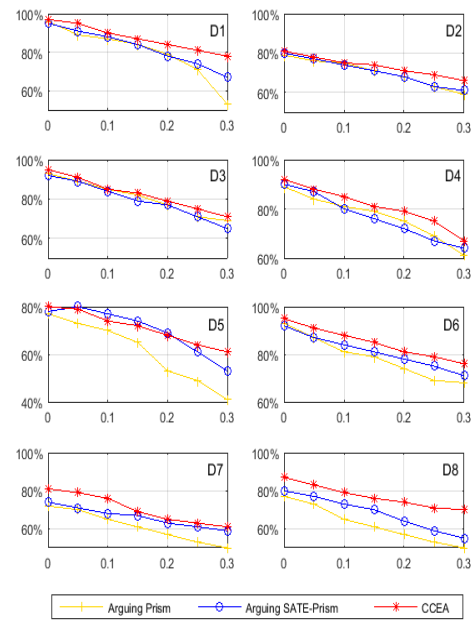 100% D1 100% D2
80% 80%
60% 60%
0 0.1 0.2 0.3 0 0.1 0.2 0.3
100% D3 100% D4
80% 80%
60% 60%
0 0.1 0.2 0.3 0 0.1 0.2 0.3
80% D5 100% D6
80%
60%
60%
40% 40%
0 0.1 0.2 0.3 0 0.1 0.2 0.3
100% D7 100% D8
80% 80%
60% 60%
0 0.1 0.2 0.3 0 0.1 0.2 0.3
Arguing Prism Arguing SATE-Prism CCEA